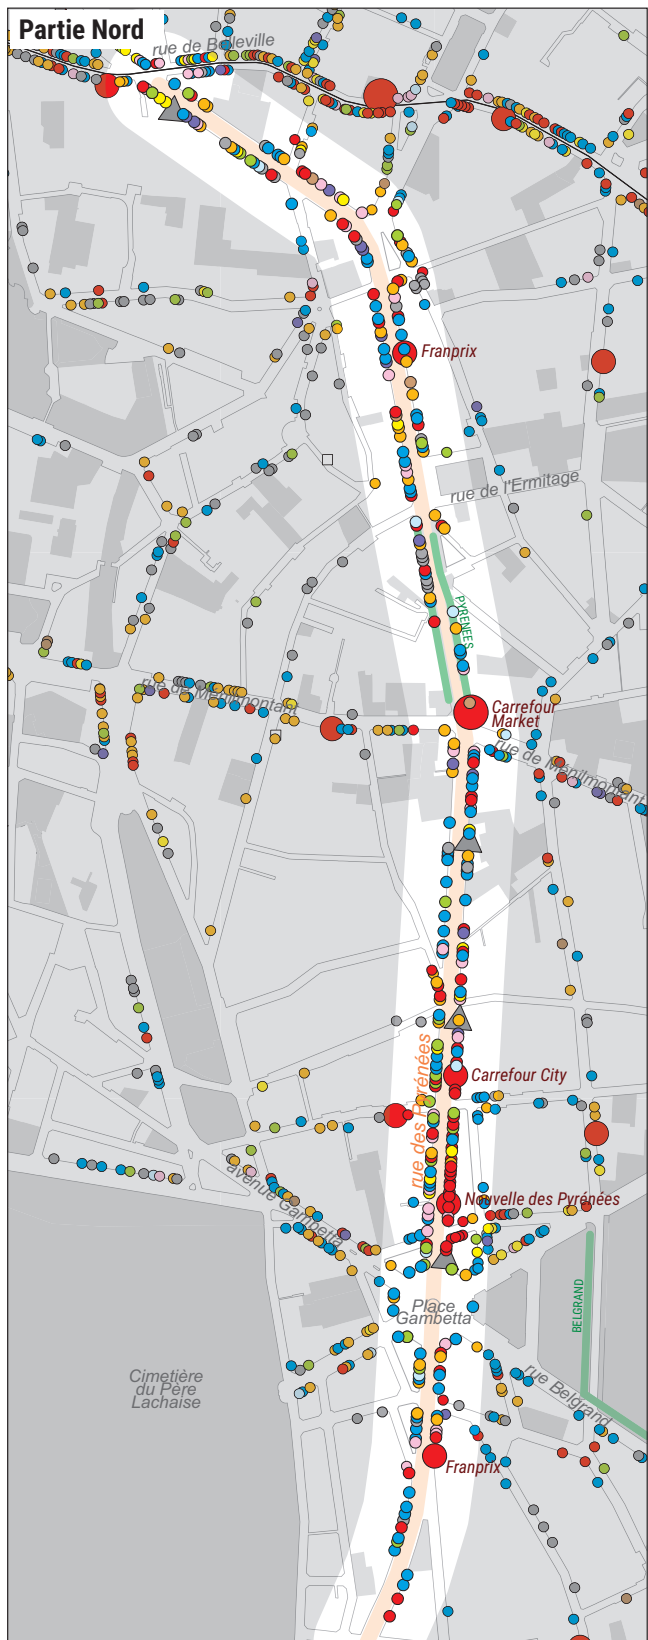 Partie Nord
rue de Belleville
Franprix
rue de l'Ermitage
PYRENEES
rue de Ménilmontant
Carrefour
Market
rue de Ménilmontant
rue des Pyrénées
Carrefour City
Nouvelle des Pyrénées
avenue Gambetta
BELGRAND
Place
Gambetta
Cimetière
du Père
Lachaise
rue Belgrand
Franprix